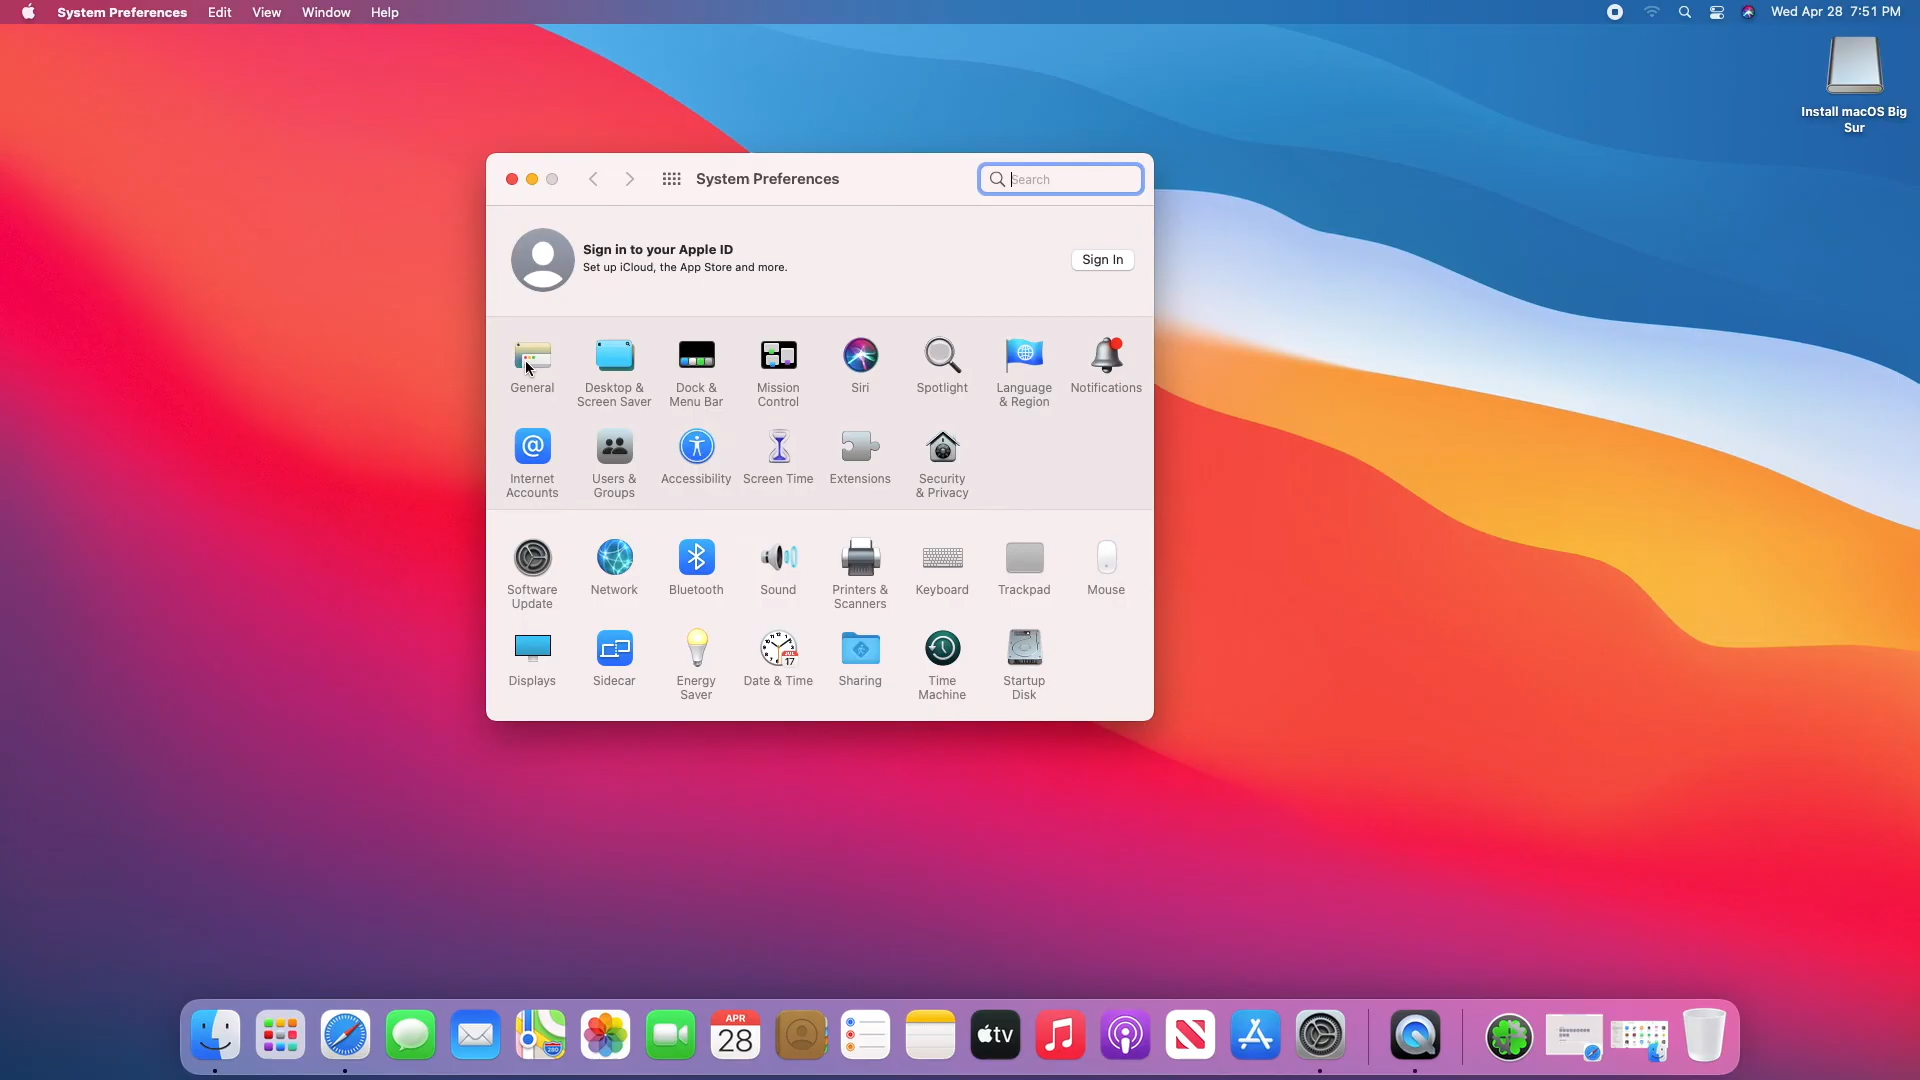 System Preferences Edit View Window Help Wed Apr 28 7:51 PM
Install macOS Big
Sur
System Preferences
Search
Sign in to your Apple ID
Set up iCloud, the App Store and more.
Sign In
General
Desktop &
Screen Saver
Dock &
Menu Bar
Mission
Control
Siri
Spotlight
Language
& Region
Notifications
Internet
Accounts
Users &
Groups
Accessibility
Screen Time
Extensions
Security
& Privacy
Software
Update
Network
Bluetooth
Sound
Printers &
Scanners
Keyboard
Trackpad
Mouse
Displays
Sidecar
Energy
Saver
JUL
17
Date & Time
Sharing
Time
Machine
Startup
Disk
280
APR
28
tv